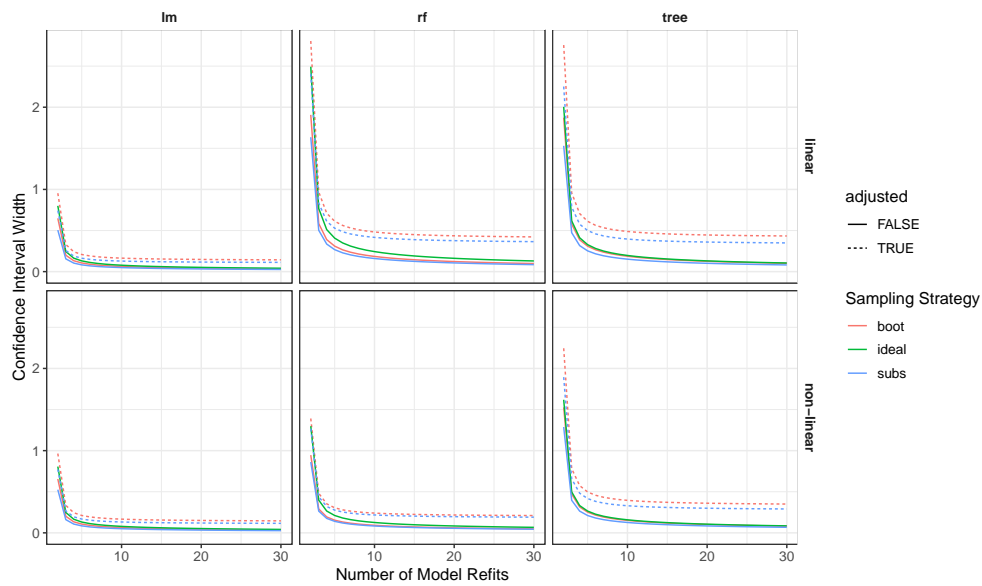 lm rf tree
2
1
0
linear
2
1
0
non−linear
10 20 30 10 20 30 10 20 30
Number of Model Refits
Confidence Interval Width
adjusted
FALSE
TRUE
Sampling Strategy
boot
ideal
subs